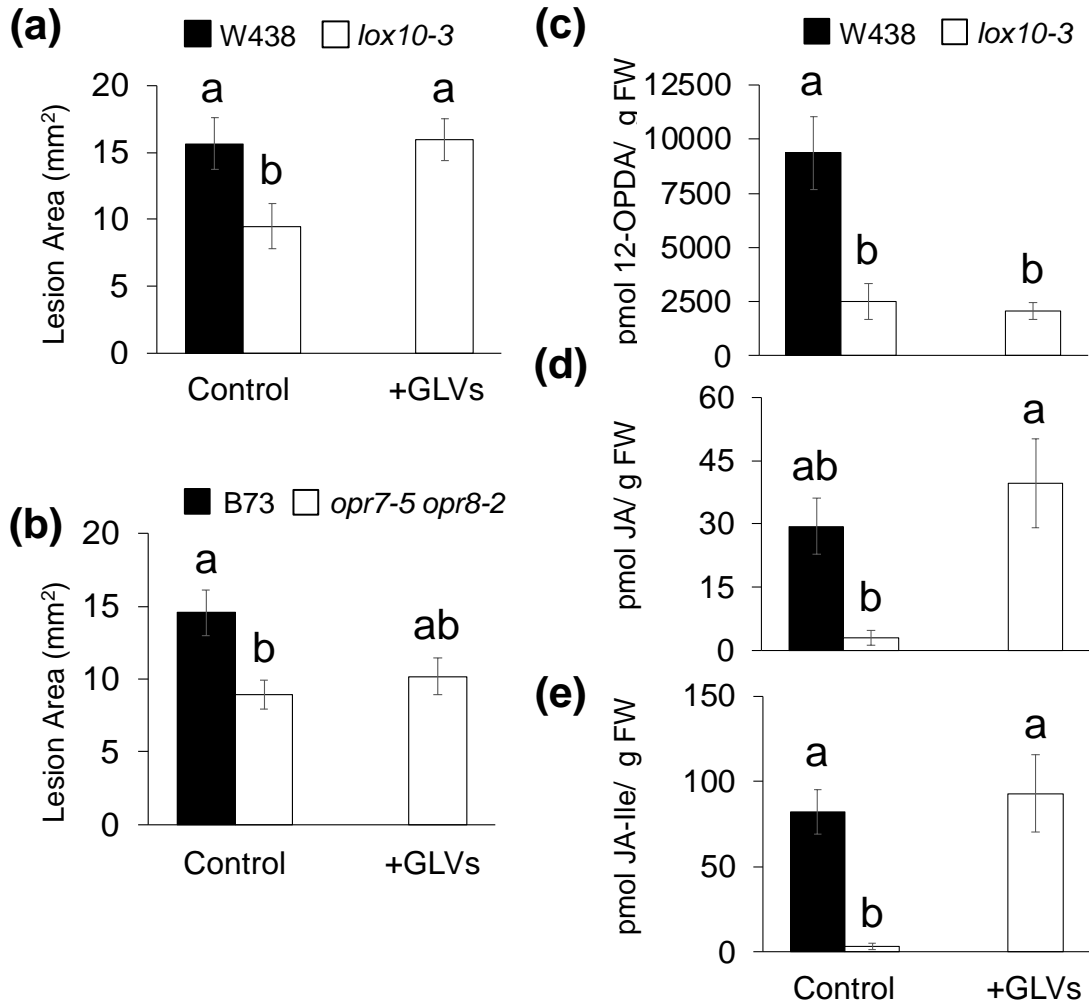 (a)
W438 lox10-3
Lesion Area (mm²)
20
15
10
5
0
a
b
a
Control +GLVs
(b)
B73 opr7-5 opr8-2
Lesion Area (mm²)
20
15
10
5
0
a
b
ab
Control +GLVs
(c)
W438 lox10-3
pmol 12-OPDA/ g FW
12500
10000
7500
5000
2500
0
a
b
b
(d)
pmol JA/ g FW
60
45
30
15
0
ab
b
a
(e)
pmol JA-Ile/ g FW
150
100
50
0
a
b
a
Control +GLVs